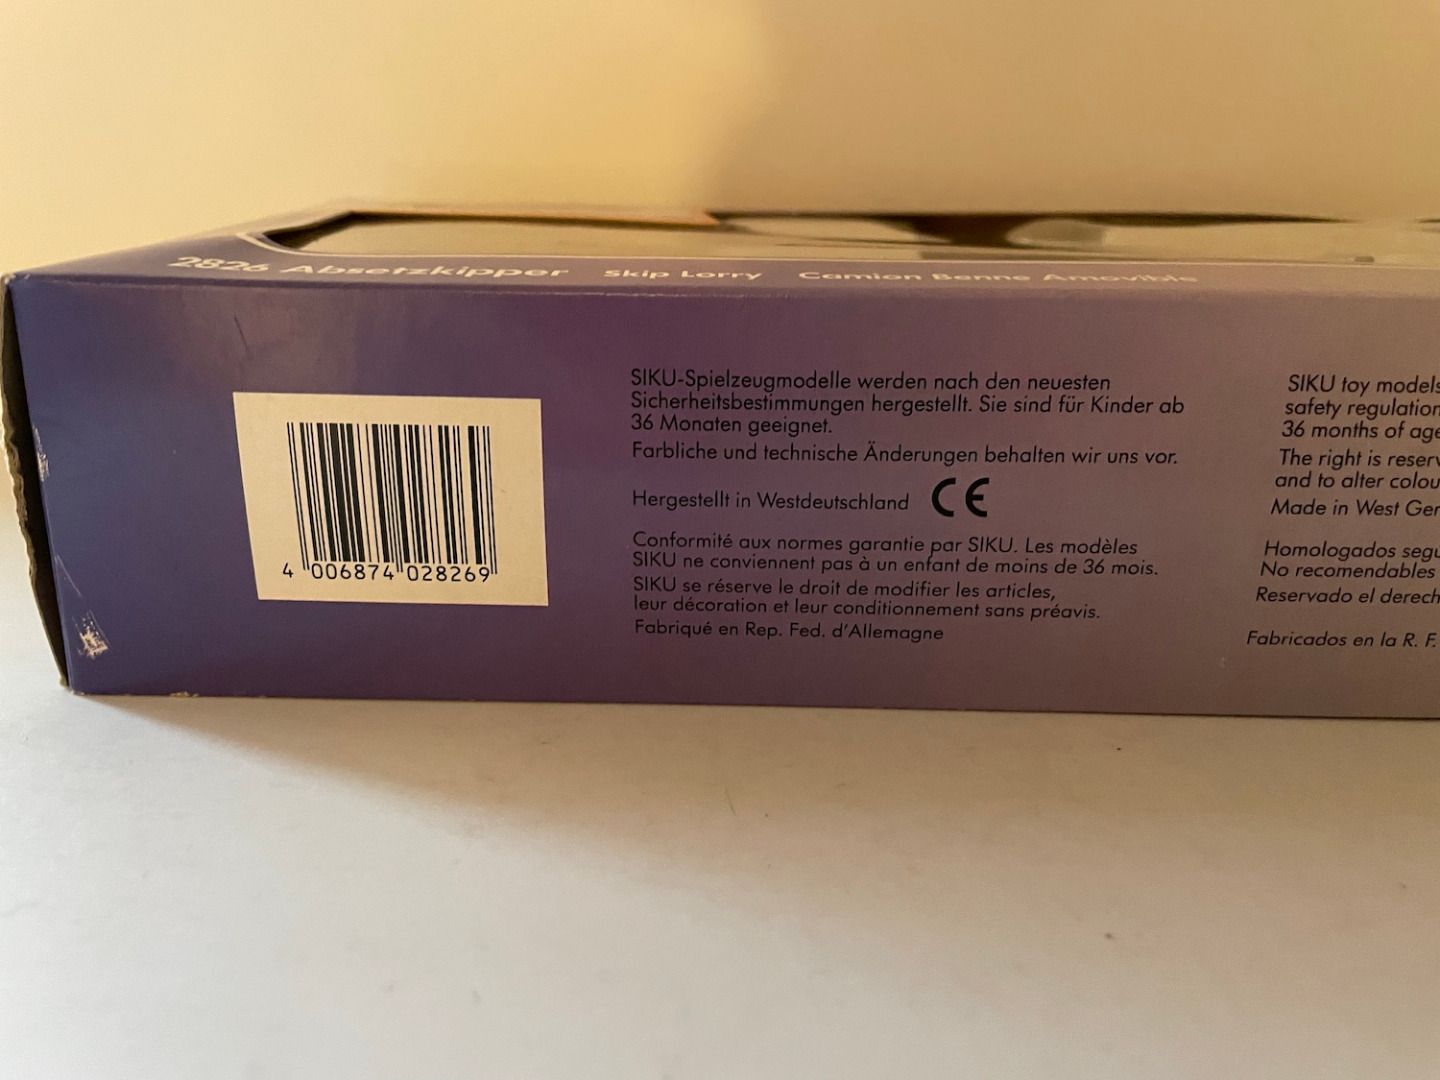 2826 Absetzkipper Skip Lorry Camion Benne Amovible
4 006874 028269
SIKU-Spielzeugmodelle werden nach den neuesten
Sicherheitsbestimmungen hergestellt. Sie sind für Kinder ab
36 Monaten geeignet.
Farbliche und technische Änderungen behalten wir uns vor.
Hergestellt in Westdeutschland CE
Conformité aux normes garantie par SIKU. Les modèles
SIKU ne conviennent pas à un enfant de moins de 36 mois.
SIKU se réserve le droit de modifier les articles,
leur décoration et leur conditionnement sans préavis.
Fabriqué en Rep. Fed. d'Allemagne
SIKU toy models
safety regulation
36 months of age
The right is reserv
and to alter colou
Made in West Ger
Homologados segu
No recomendables
Reservado el derech
Fabricados en la R. F.